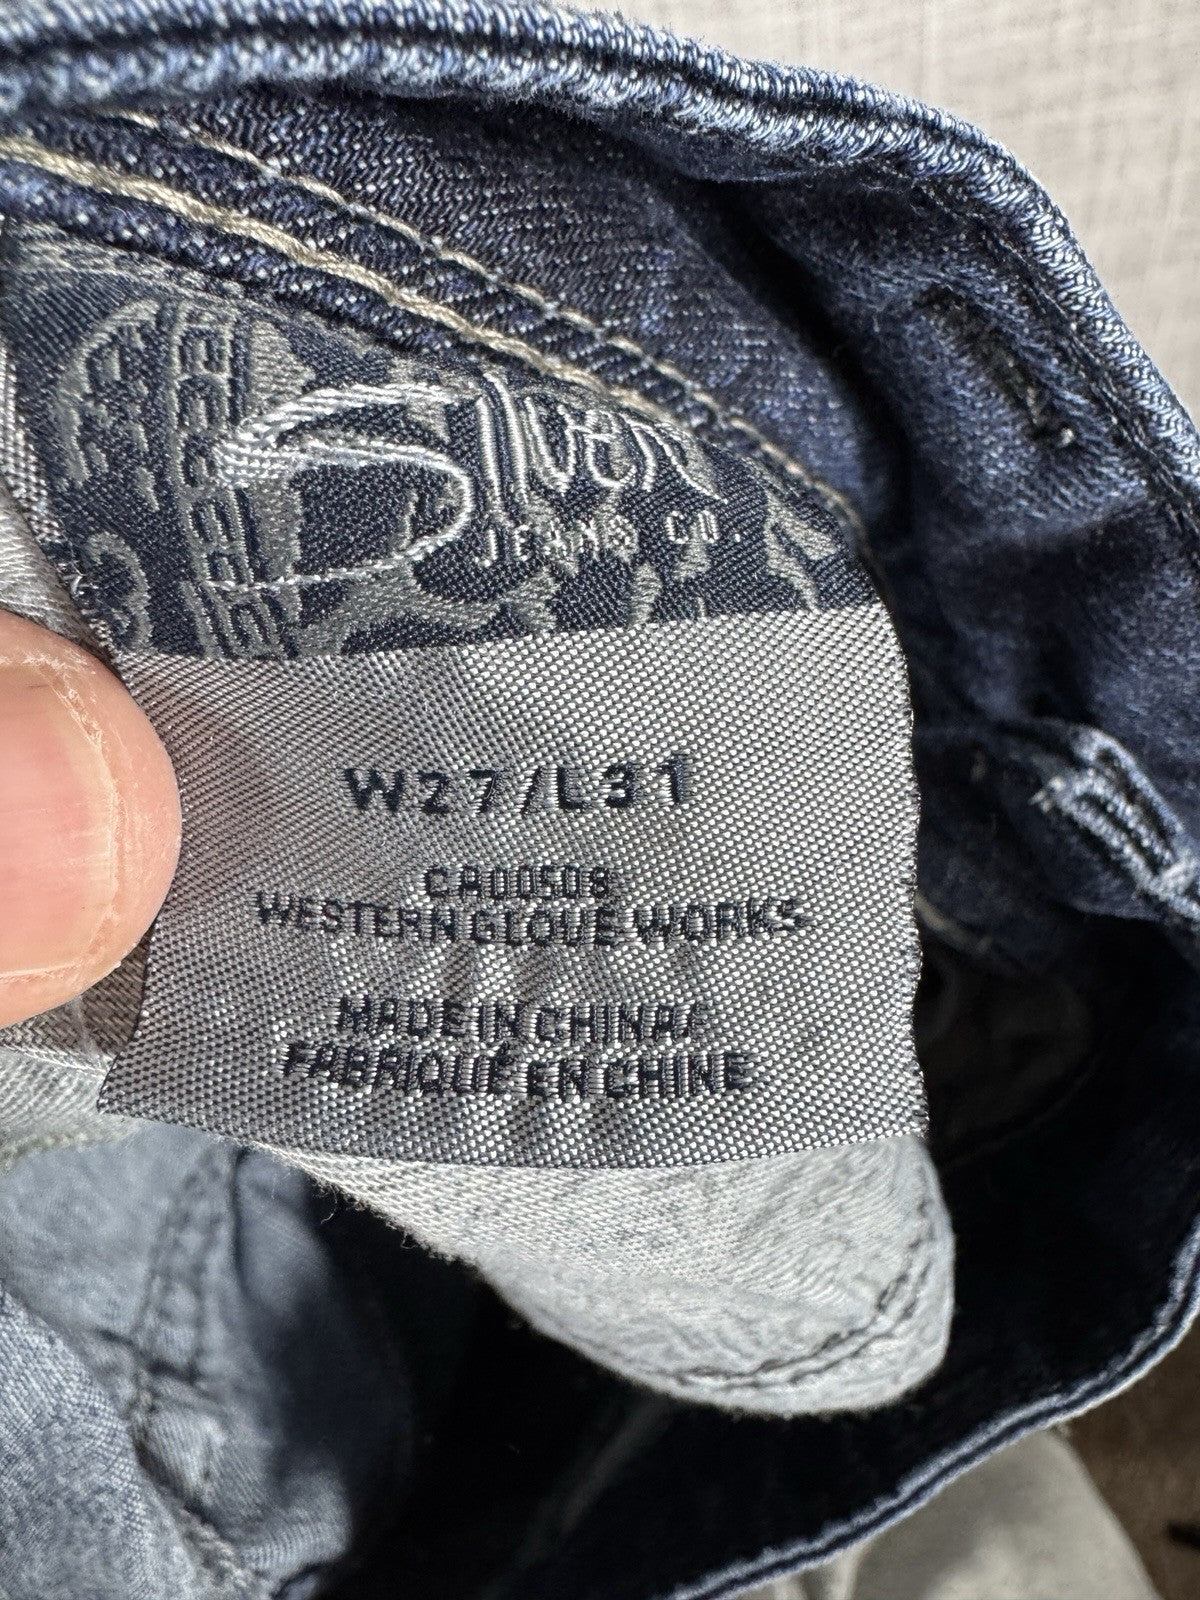 Silver
JEANS CO.
W27/L31
CA00508
WESTERN GLOVE WORKS
MADE IN CHINA/
FABRIQUÉ EN CHINE